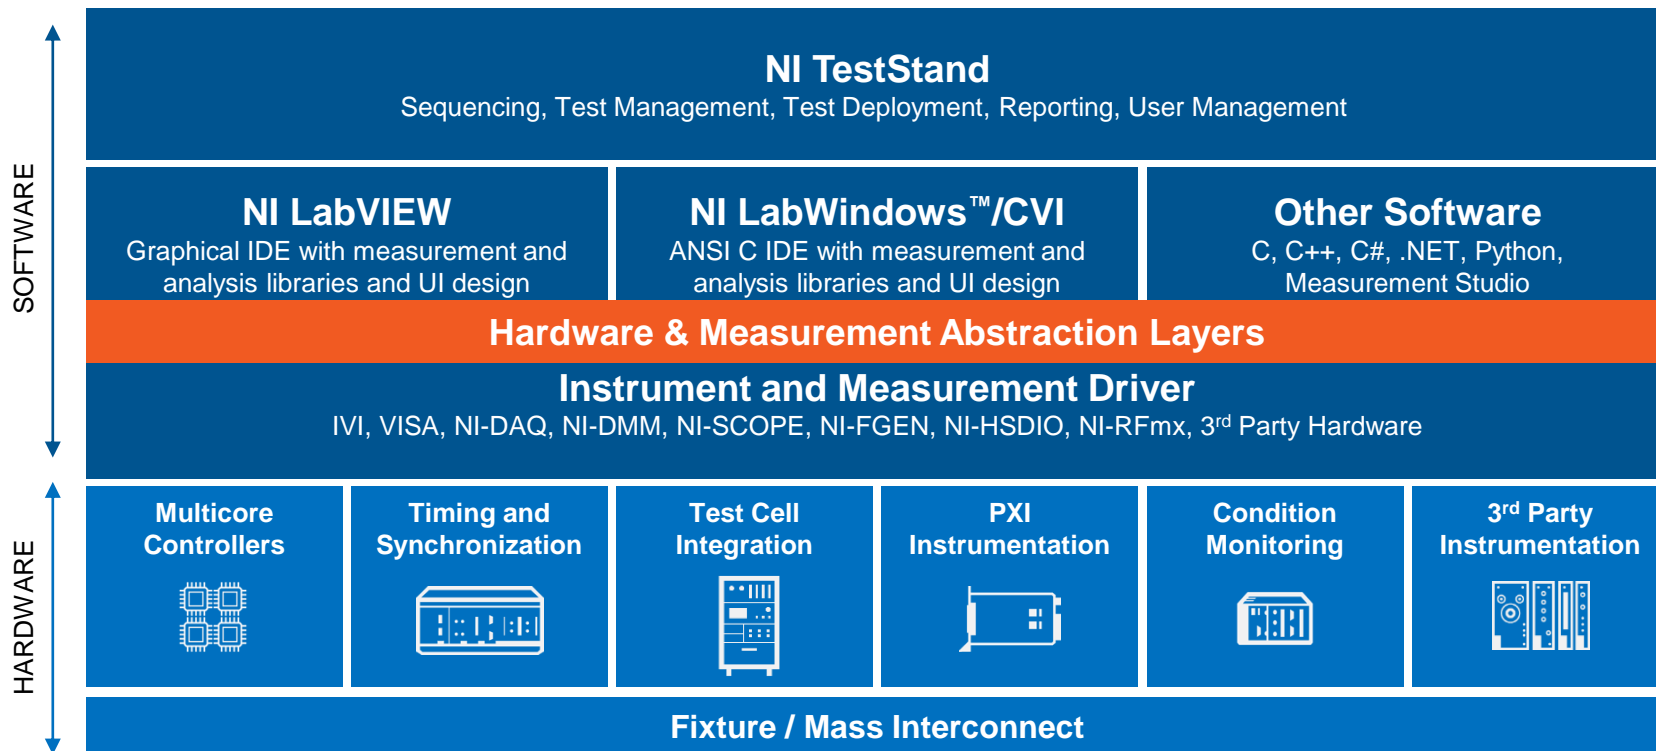 NI TestStand
Sequencing, Test Management, Test Deployment, Reporting, User Management
SOFTWARE
NI LabVIEW
Graphical IDE with measurement and
analysis libraries and UI design
NI LabWindows™/CVI
ANSI C IDE with measurement and
analysis libraries and UI design
Other Software
C, C++, C#, .NET, Python,
Measurement Studio
Hardware & Measurement Abstraction Layers
Instrument and Measurement Driver
IVI, VISA, NI-DAQ, NI-DMM, NI-SCOPE, NI-FGEN, NI-HSDIO, NI-RFmx, 3rd Party Hardware
HARDWARE
Multicore
Controllers
Timing and
Synchronization
Test Cell
Integration
PXI
Instrumentation
Condition
Monitoring
3rd Party
Instrumentation
Fixture / Mass Interconnect